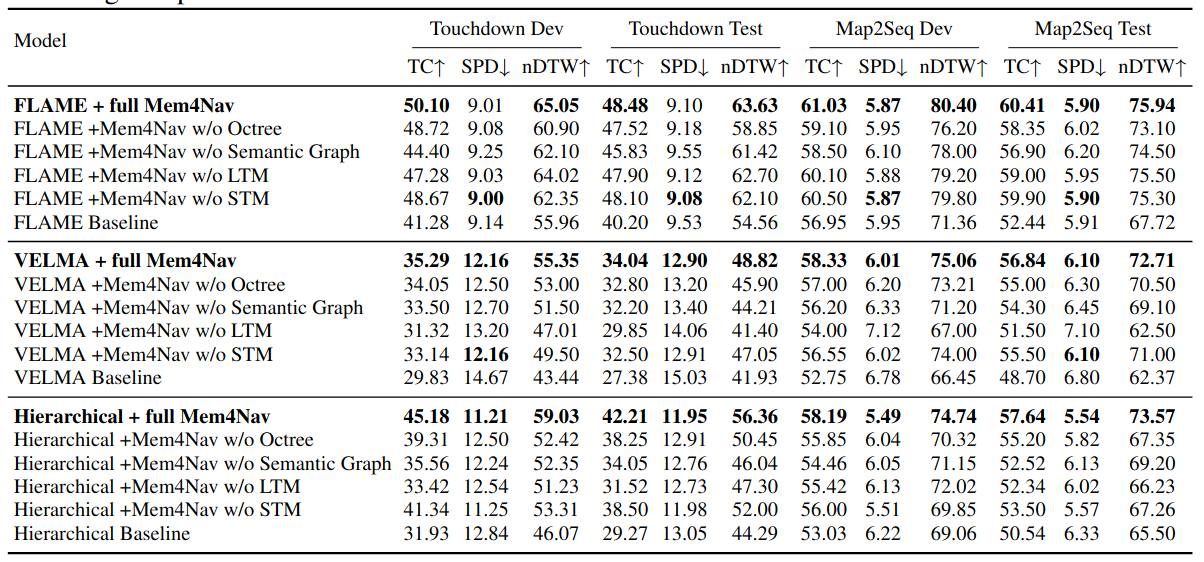 Model Touchdown Dev Touchdown Test Map2Seq Dev Map2Seq Test
TC↑ SPD↓ nDTW↑ TC↑ SPD↓ nDTW↑ TC↑ SPD↓ nDTW↑ TC↑ SPD↓ nDTW↑
FLAME + full Mem4Nav 50.10 9.01 65.05 48.48 9.10 63.63 61.03 5.87 80.40 60.41 5.90 75.94
FLAME +Mem4Nav w/o Octree 48.72 9.08 60.90 47.52 9.18 58.85 59.10 5.95 76.20 58.35 6.02 73.10
FLAME +Mem4Nav w/o Semantic Graph 44.40 9.25 62.10 45.83 9.55 61.42 58.50 6.10 78.00 56.90 6.20 74.50
FLAME +Mem4Nav w/o LTM 47.28 9.03 64.02 47.90 9.12 62.70 60.10 5.88 79.20 59.00 5.95 75.50
FLAME +Mem4Nav w/o STM 48.67 9.00 62.35 48.10 9.08 62.10 60.50 5.87 79.80 59.90 5.90 75.30
FLAME Baseline 41.28 9.14 55.96 40.20 9.53 54.56 56.95 5.95 71.36 52.44 5.91 67.72
VELMA + full Mem4Nav 35.29 12.16 55.35 34.04 12.90 48.82 58.33 6.01 75.06 56.84 6.10 72.71
VELMA +Mem4Nav w/o Octree 34.05 12.50 53.00 32.80 13.20 45.90 57.00 6.20 73.21 55.00 6.30 70.50
VELMA +Mem4Nav w/o Semantic Graph 33.50 12.70 51.50 32.20 13.40 44.21 56.20 6.33 71.20 54.30 6.45 69.10
VELMA +Mem4Nav w/o LTM 31.32 13.20 47.01 29.85 14.06 41.40 54.00 7.12 67.00 51.50 7.10 62.50
VELMA +Mem4Nav w/o STM 33.14 12.16 49.50 32.50 12.91 47.05 56.55 6.02 74.00 55.50 6.10 71.00
VELMA Baseline 29.83 14.67 43.44 27.38 15.03 41.93 52.75 6.78 66.45 48.70 6.80 62.37
Hierarchical + full Mem4Nav 45.18 11.21 59.03 42.21 11.95 56.36 58.19 5.49 74.74 57.64 5.54 73.57
Hierarchical +Mem4Nav w/o Octree 39.31 12.50 52.42 38.25 12.91 50.45 55.85 6.04 70.32 55.20 5.82 67.35
Hierarchical +Mem4Nav w/o Semantic Graph 35.56 12.24 52.35 34.05 12.76 46.04 54.46 6.05 71.15 52.52 6.13 69.20
Hierarchical +Mem4Nav w/o LTM 33.42 12.54 51.23 31.52 12.73 47.30 55.42 6.13 72.02 52.34 6.02 66.23
Hierarchical +Mem4Nav w/o STM 41.34 11.25 53.31 38.50 11.98 52.00 56.00 5.51 69.85 53.50 5.57 67.26
Hierarchical Baseline 31.93 12.84 46.07 29.27 13.05 44.29 53.03 6.22 69.06 50.54 6.33 65.50